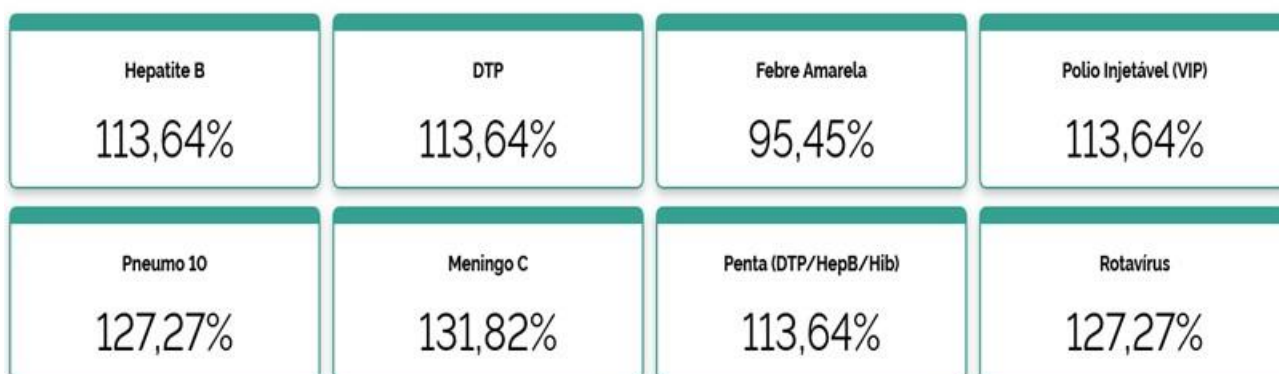 Hepatite B
DTP
Febre Amarela
Polio Injetável (VIP)
113,64%
113,64%
95,45%
113,64%
Pneumo 10
Meningo C
Penta (DTP/HepB/Hib)
Rotavírus
127,27%
131,82%
113,64%
127,27%